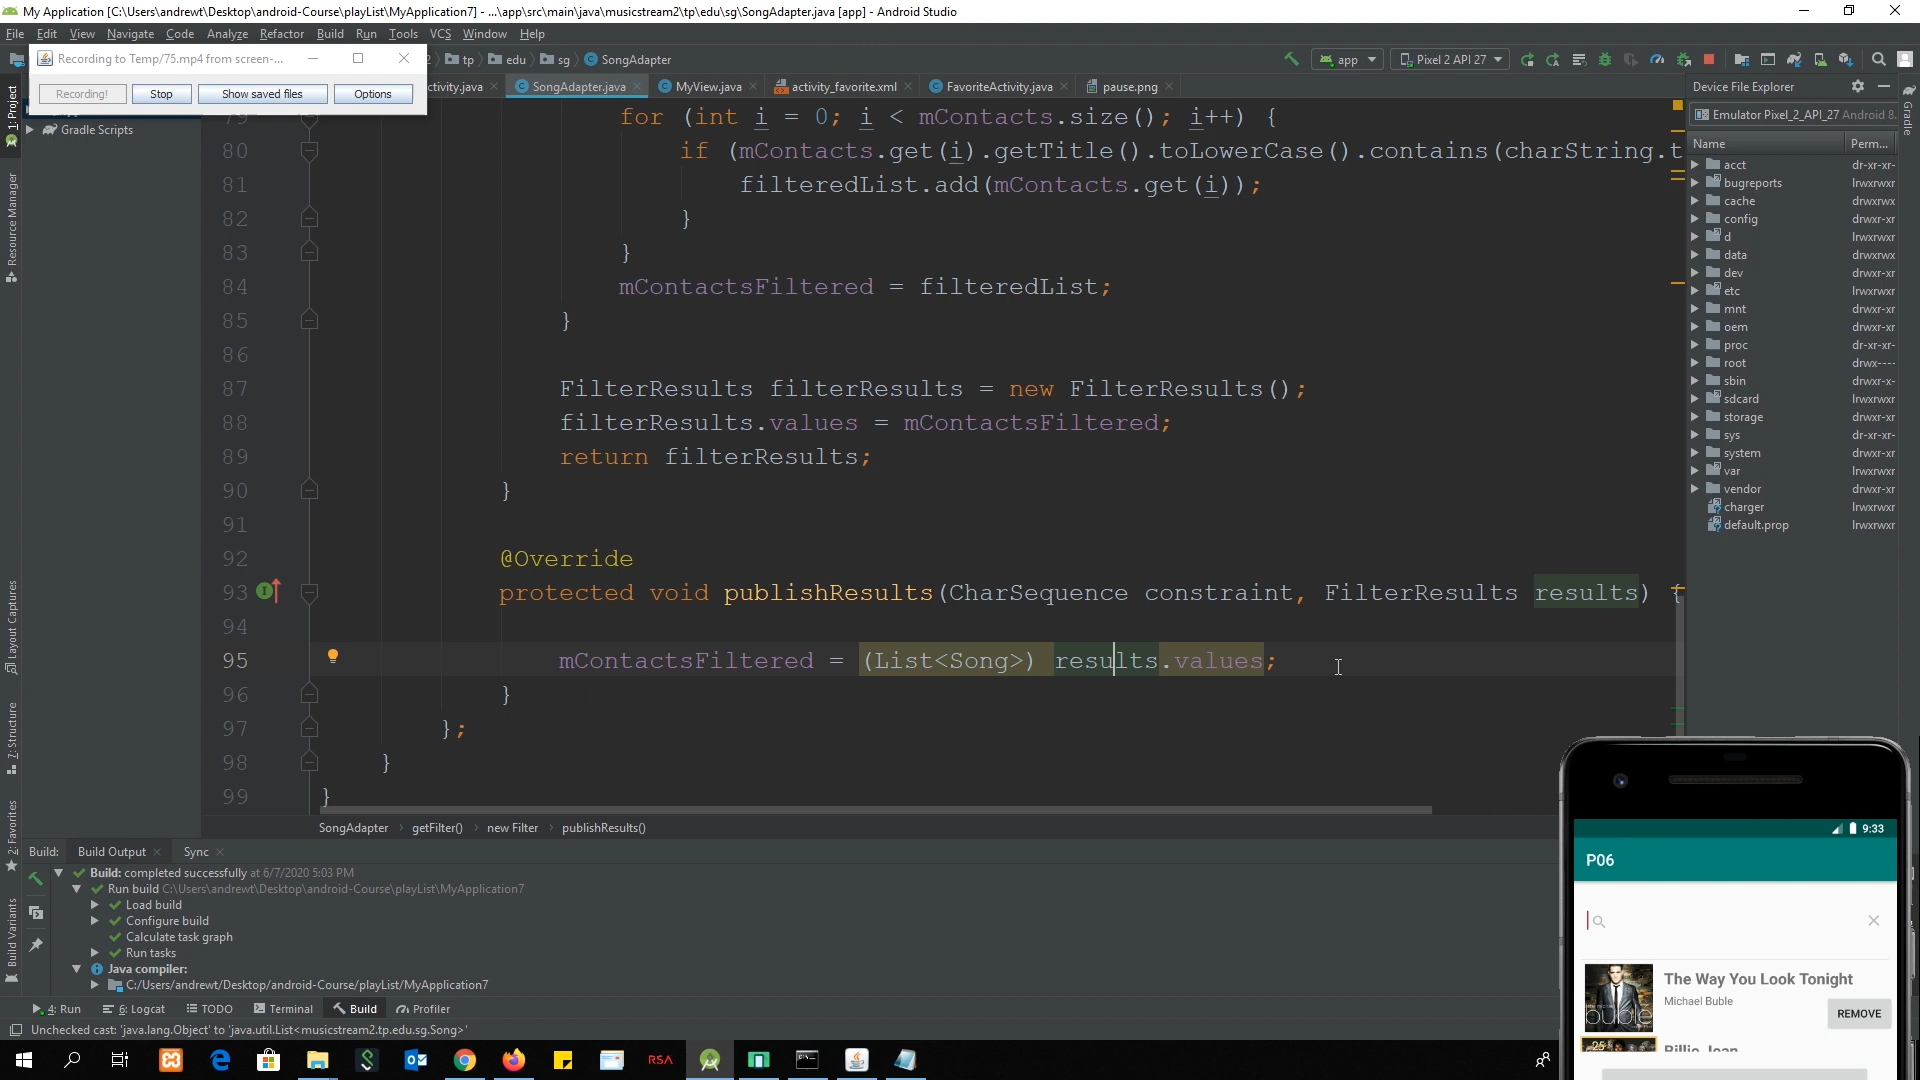 My Application [C:\Users\andrewt\Desktop\android-Course\playList\MyApplication7] - ...\app\src\main\java\musicstream2\tp\edu\sg\SongAdapter.java [app] - Android Studio
File Edit View Navigate Code Analyze Refactor Build Run Tools VCS Window Help
Recording to Temp/75.mp4 from screen-...
Recording! Stop Show saved files Options
tp edu sg SongAdapter app Pixel 2 API 27
ctivity.java SongAdapter.java MyView.java activity_favorite.xml FavoriteActivity.java pause.png
1: Project
Resource Manager
Layout Captures
7: Structure
2: Favorites
Build Variants
Gradle Scripts
79 for (int i = 0; i < mContacts.size(); i++) {
80 if (mContacts.get(i).getTitle().toLowerCase().contains(charString.t
81 filteredList.add(mContacts.get(i));
82 }
83 }
84 mContactsFiltered = filteredList;
85 }
86
87 FilterResults filterResults = new FilterResults();
88 filterResults.values = mContactsFiltered;
89 return filterResults;
90 }
91
92 @Override
93 protected void publishResults(CharSequence constraint, FilterResults results) {
94
95 mContactsFiltered = (List<Song>) results.values;
96 }
97 };
98 }
99 }
SongAdapter getFilter() new Filter publishResults()
Device File Explorer
Gradle
Emulator Pixel_2_API_27 Android 8.
Name Perm...
acct dr-xr-xr-
bugreports lrwxrwxr
cache drwxrwx
config drwxr-xr
d lrwxrwxr
data drwxrwx
dev drwxr-xr
etc lrwxrwxr
mnt drwxr-xr
oem drwxr-xr
proc dr-xr-xr-
root drwx----
sbin drwxr-x-
sdcard lrwxrwxr
storage drwxr-xr
sys dr-xr-xr-
system drwxr-xr
var lrwxrwxr
vendor drwxr-xr
charger lrwxrwxr
default.prop lrwxrwxr
Build: Build Output Sync
Build: completed successfully at 6/7/2020 5:03 PM
Run build C:\Users\andrewt\Desktop\android-Course\playList\MyApplication7
Load build
Configure build
Calculate task graph
Run tasks
Java compiler:
C:/Users/andrewt/Desktop/android-Course/playList/MyApplication7
4: Run 6: Logcat TODO Terminal Build Profiler
Unchecked cast: 'java.lang.Object' to 'java.util.List<musicstream2.tp.edu.sg.Song>'
RSA
9:33
P06
The Way You Look Tonight
Michael Buble
buble
REMOVE
25
Billie Jean